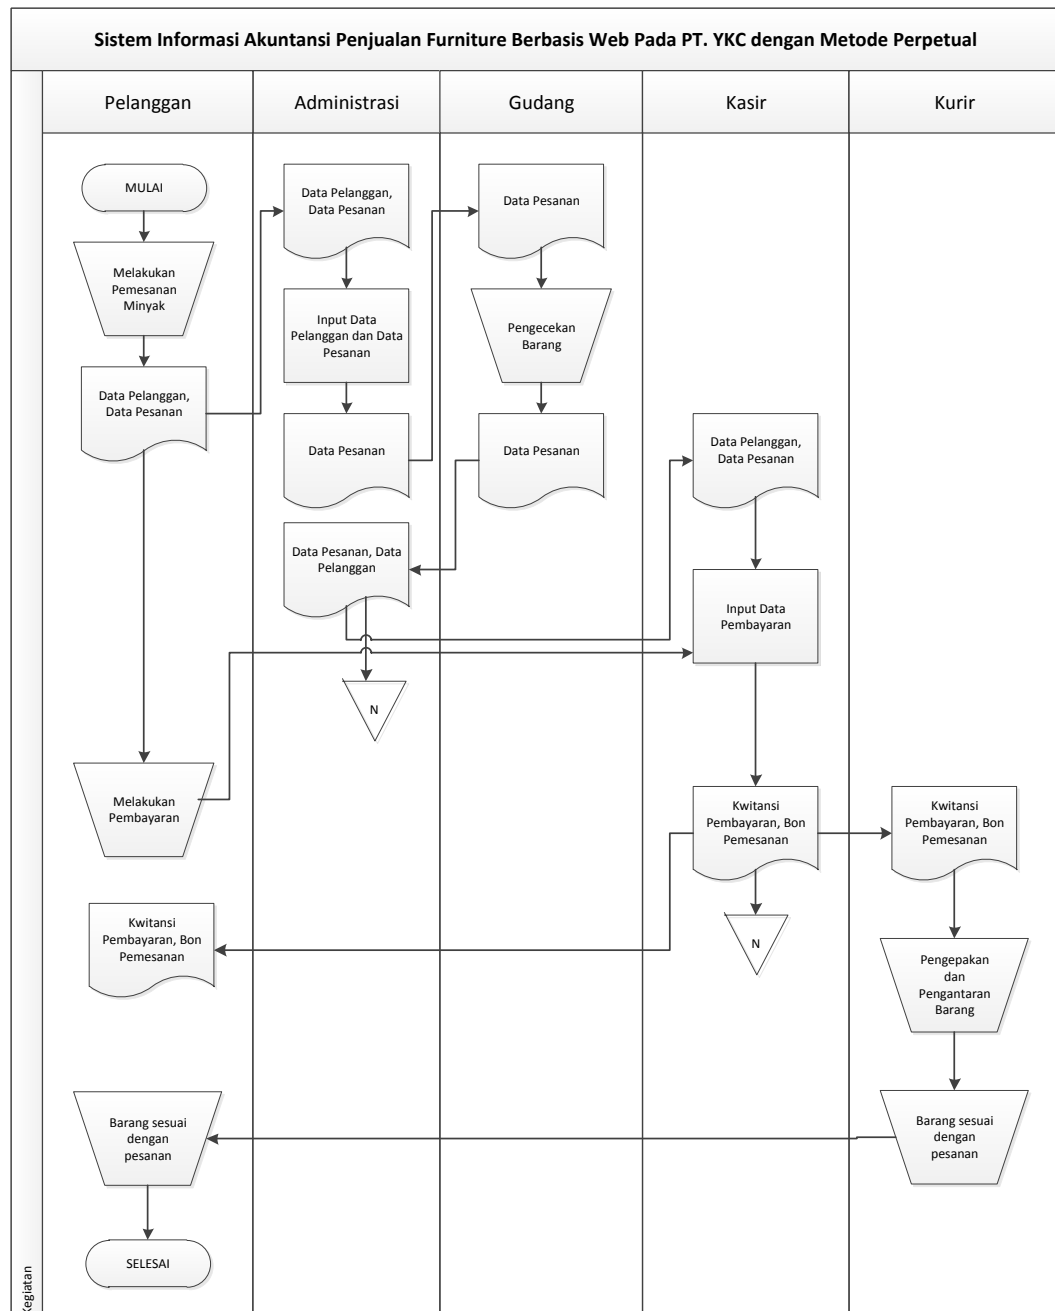 Sistem Informasi Akuntansi Penjualan Furniture Berbasis Web Pada PT. YKC dengan Metode Perpetual
Pelanggan
Administrasi
Gudang
Kasir
Kurir
MULAI
Melakukan
Pemesanan
Minyak
Data Pelanggan,
Data Pesanan
Melakukan
Pembayaran
Kwitansi
Pembayaran, Bon
Pemesanan
Barang sesuai
dengan
pesanan
SELESAI
Data Pelanggan,
Data Pesanan
Input Data
Pelanggan dan Data
Pesanan
Data Pesanan
Data Pesanan, Data
Pelanggan
N
Data Pesanan
Pengecekan
Barang
Data Pesanan
Data Pelanggan,
Data Pesanan
Input Data
Pembayaran
Kwitansi
Pembayaran, Bon
Pemesanan
N
Kwitansi
Pembayaran, Bon
Pemesanan
Pengepakan
dan
Pengantaran
Barang
Barang sesuai
dengan
pesanan
Kegiatan